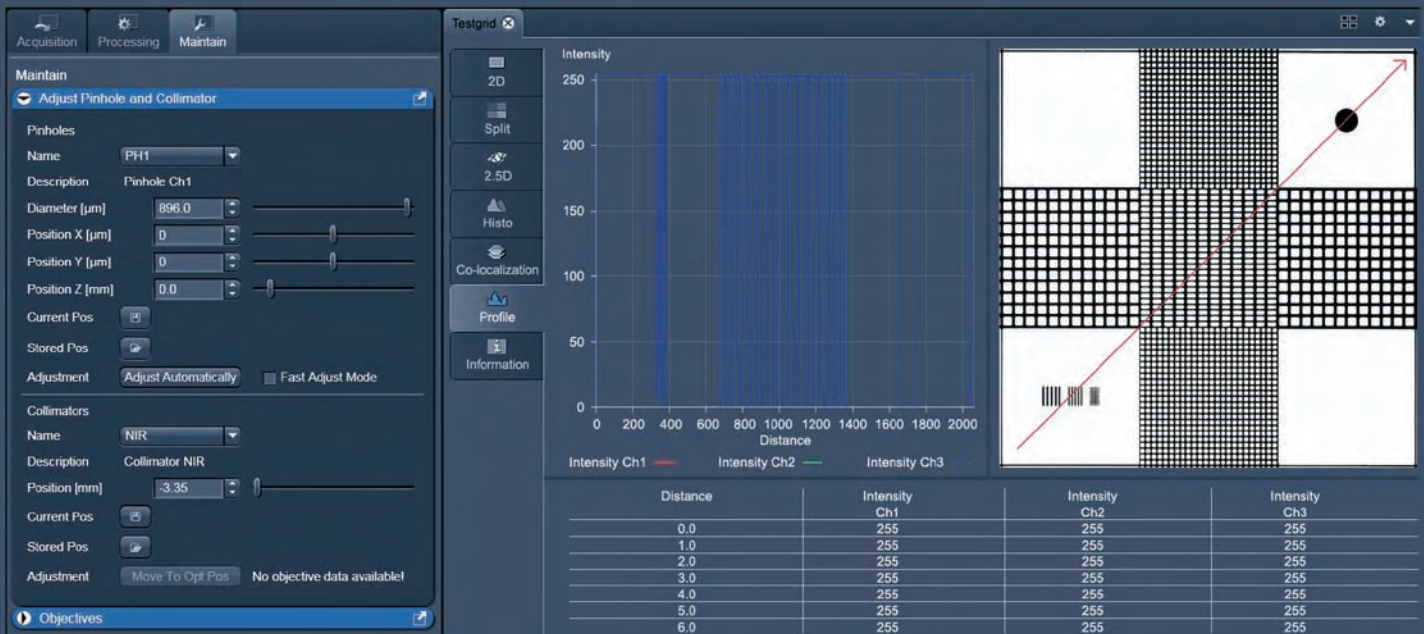 Acquisition Processing Maintain
Maintain
Adjust Pinhole and Collimator
Pinholes
Name PH1
Description Pinhole Ch1
Diameter [µm] 896.0
Position X [µm] 0
Position Y [µm] 0
Position Z [mm] 0.0
Current Pos
Stored Pos
Adjustment Adjust Automatically Fast Adjust Mode
Collimators
Name NIR
Description Collimator NIR
Position [mm] -3.35
Current Pos
Stored Pos
Adjustment Move To Opt Pos No objective data available!
Objectives
Testgrid
2D
Split
2.5D
Histo
Co-localization
Profile
Information
Intensity
250
200
150
100
50
0
0 200 400 600 800 1000 1200 1400 1600 1800 2000
Distance
Intensity Ch1 Intensity Ch2 Intensity Ch3
Distance Intensity Intensity Intensity
Ch1 Ch2 Ch3
0.0 255 255 255
1.0 255 255 255
2.0 255 255 255
3.0 255 255 255
4.0 255 255 255
5.0 255 255 255
6.0 255 255 255